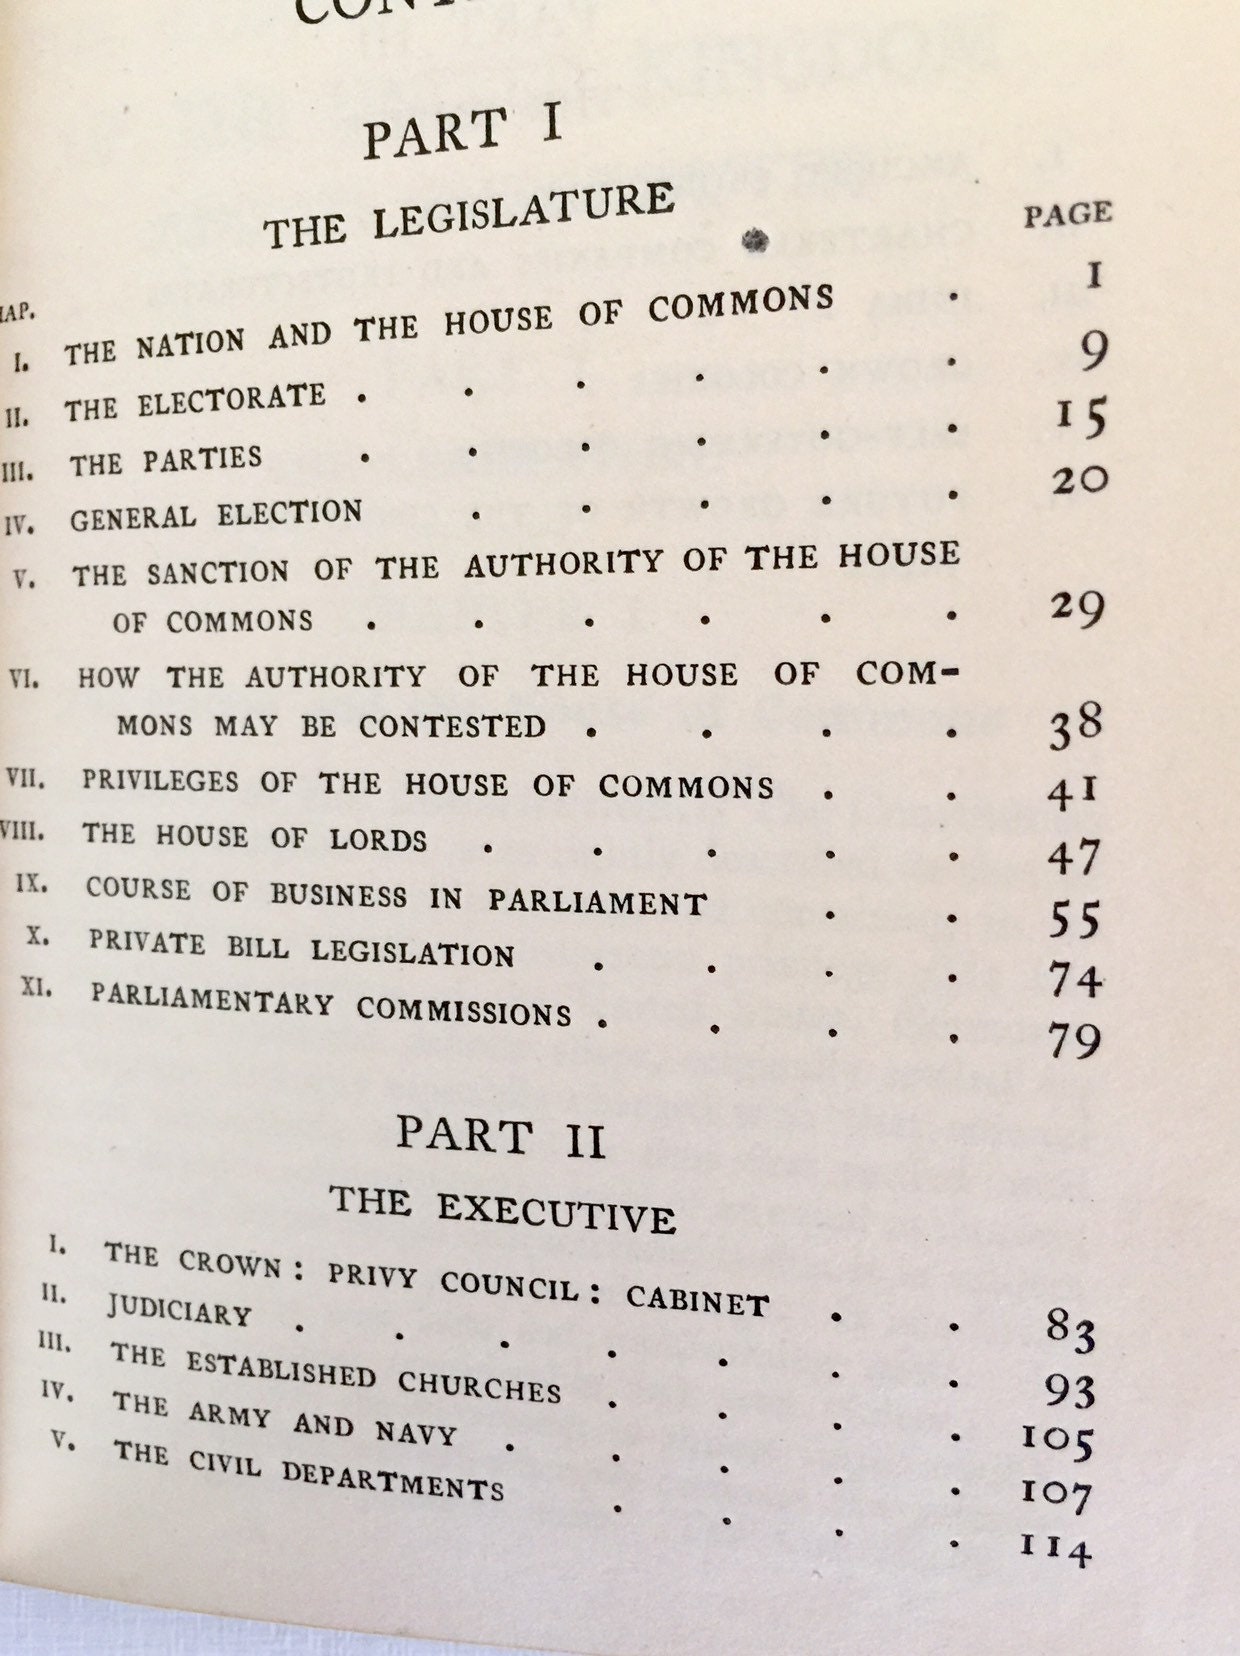 PART I
THE LEGISLATURE
PAGE
I. THE NATION AND THE HOUSE OF COMMONS . 1
II. THE ELECTORATE . . . . . . 9
III. THE PARTIES . . . . . . 15
IV. GENERAL ELECTION . . . . . 20
V. THE SANCTION OF THE AUTHORITY OF THE HOUSE
OF COMMONS . . . . . . 29
VI. HOW THE AUTHORITY OF THE HOUSE OF COM-
MONS MAY BE CONTESTED . . . . 38
VII. PRIVILEGES OF THE HOUSE OF COMMONS . . 41
VIII. THE HOUSE OF LORDS . . . . . 47
IX. COURSE OF BUSINESS IN PARLIAMENT . . 55
X. PRIVATE BILL LEGISLATION . . . . 74
XI. PARLIAMENTARY COMMISSIONS . . . . 79
PART II
THE EXECUTIVE
I. THE CROWN: PRIVY COUNCIL: CABINET . . 83
II. JUDICIARY . . . . . . . 93
III. THE ESTABLISHED CHURCHES . . . . 105
IV. THE ARMY AND NAVY . . . . . 107
V. THE CIVIL DEPARTMENTS . . . . 114